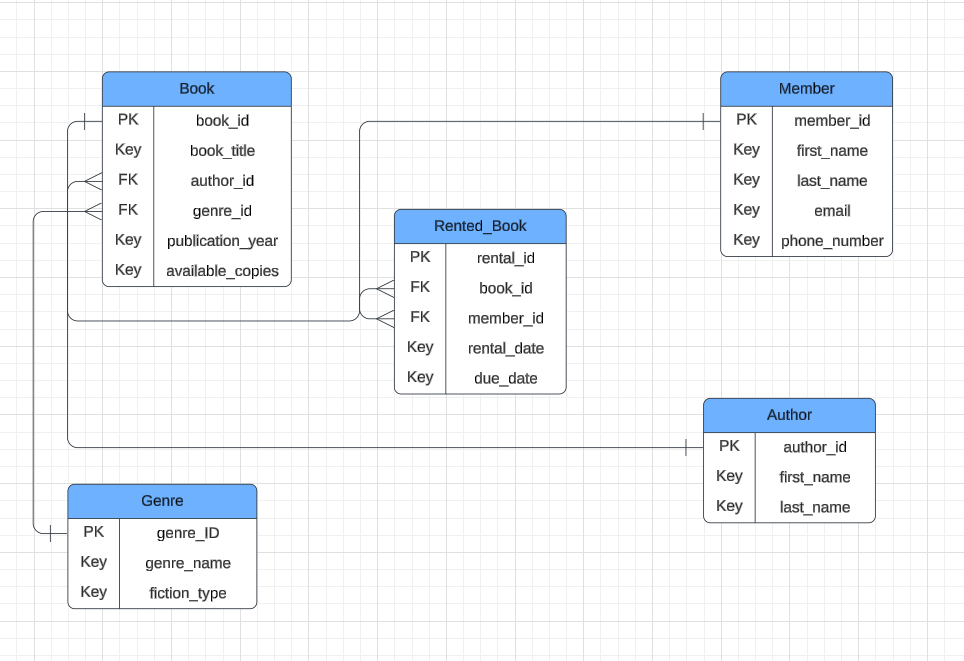 Book
PK book_id
Key book_title
FK author_id
FK genre_id
Key publication_year
Key available_copies
Member
PK member_id
Key first_name
Key last_name
Key email
Key phone_number
Rented_Book
PK rental_id
FK book_id
FK member_id
Key rental_date
Key due_date
Author
PK author_id
Key first_name
Key last_name
Genre
PK genre_ID
Key genre_name
Key fiction_type